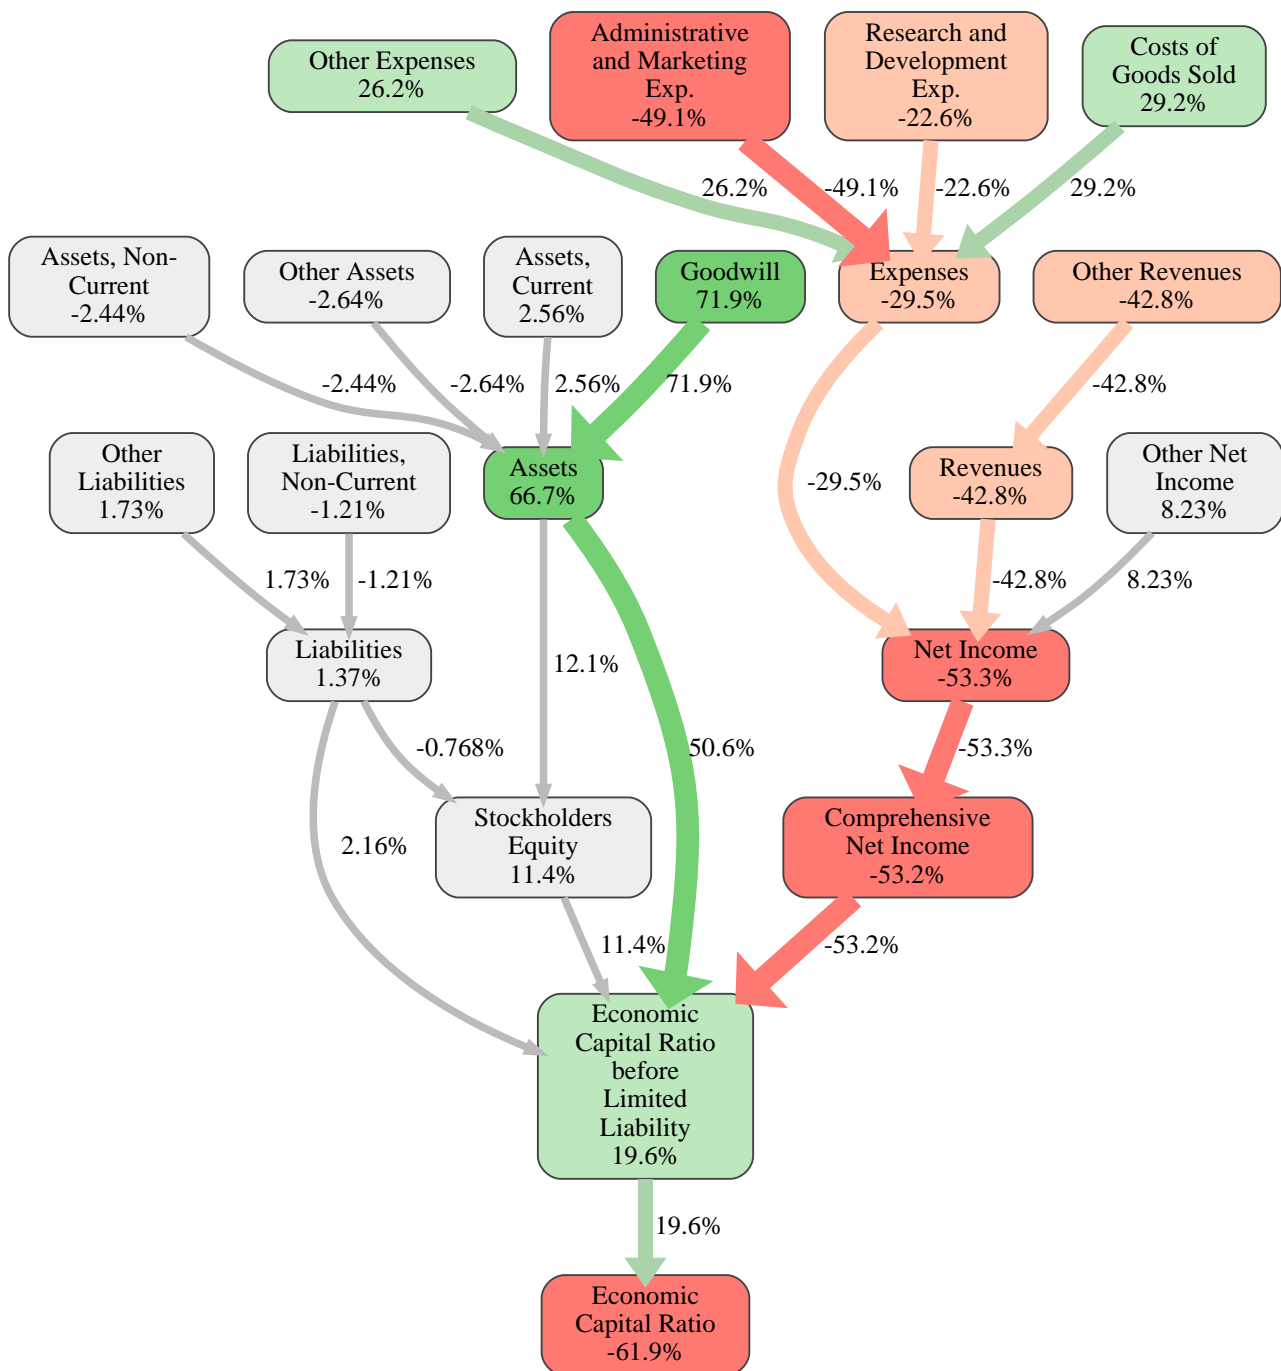 Other Expenses
26.2%
Administrative
and Marketing
Exp.
-49.1%
Research and
Development
Exp.
-22.6%
Costs of
Goods Sold
29.2%
26.2%
-49.1%
-22.6%
29.2%
Assets, Non-
Current
-2.44%
Other Assets
-2.64%
Assets,
Current
2.56%
Goodwill
71.9%
Expenses
-29.5%
Other Revenues
-42.8%
-2.44%
-2.64%
2.56%
71.9%
-42.8%
Other
Liabilities
1.73%
Liabilities,
Non-Current
-1.21%
Assets
66.7%
-29.5%
Revenues
-42.8%
Other Net
Income
8.23%
1.73%
-1.21%
-42.8%
8.23%
Liabilities
1.37%
12.1%
Net Income
-53.3%
-0.768%
50.6%
-53.3%
2.16%
Stockholders
Equity
11.4%
Comprehensive
Net Income
-53.2%
11.4%
-53.2%
Economic
Capital Ratio
before
Limited
Liability
19.6%
19.6%
Economic
Capital Ratio
-61.9%